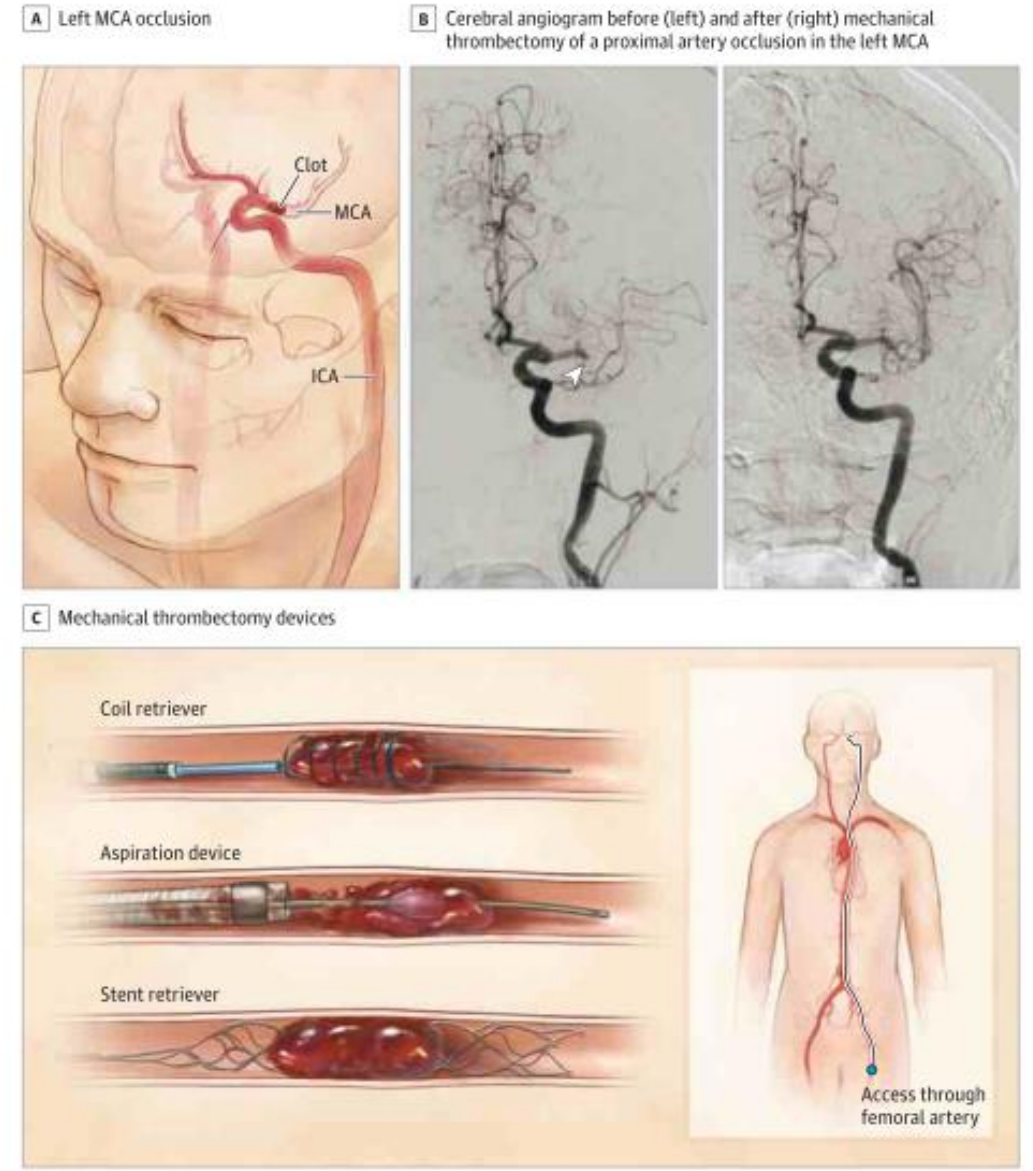 A Left MCA occlusion
B Cerebral angiogram before (left) and after (right) mechanical
thrombectomy of a proximal artery occlusion in the left MCA
Clot
MCA
ICA
C Mechanical thrombectomy devices
Coil retriever
Aspiration device
Stent retriever
Access through
femoral artery